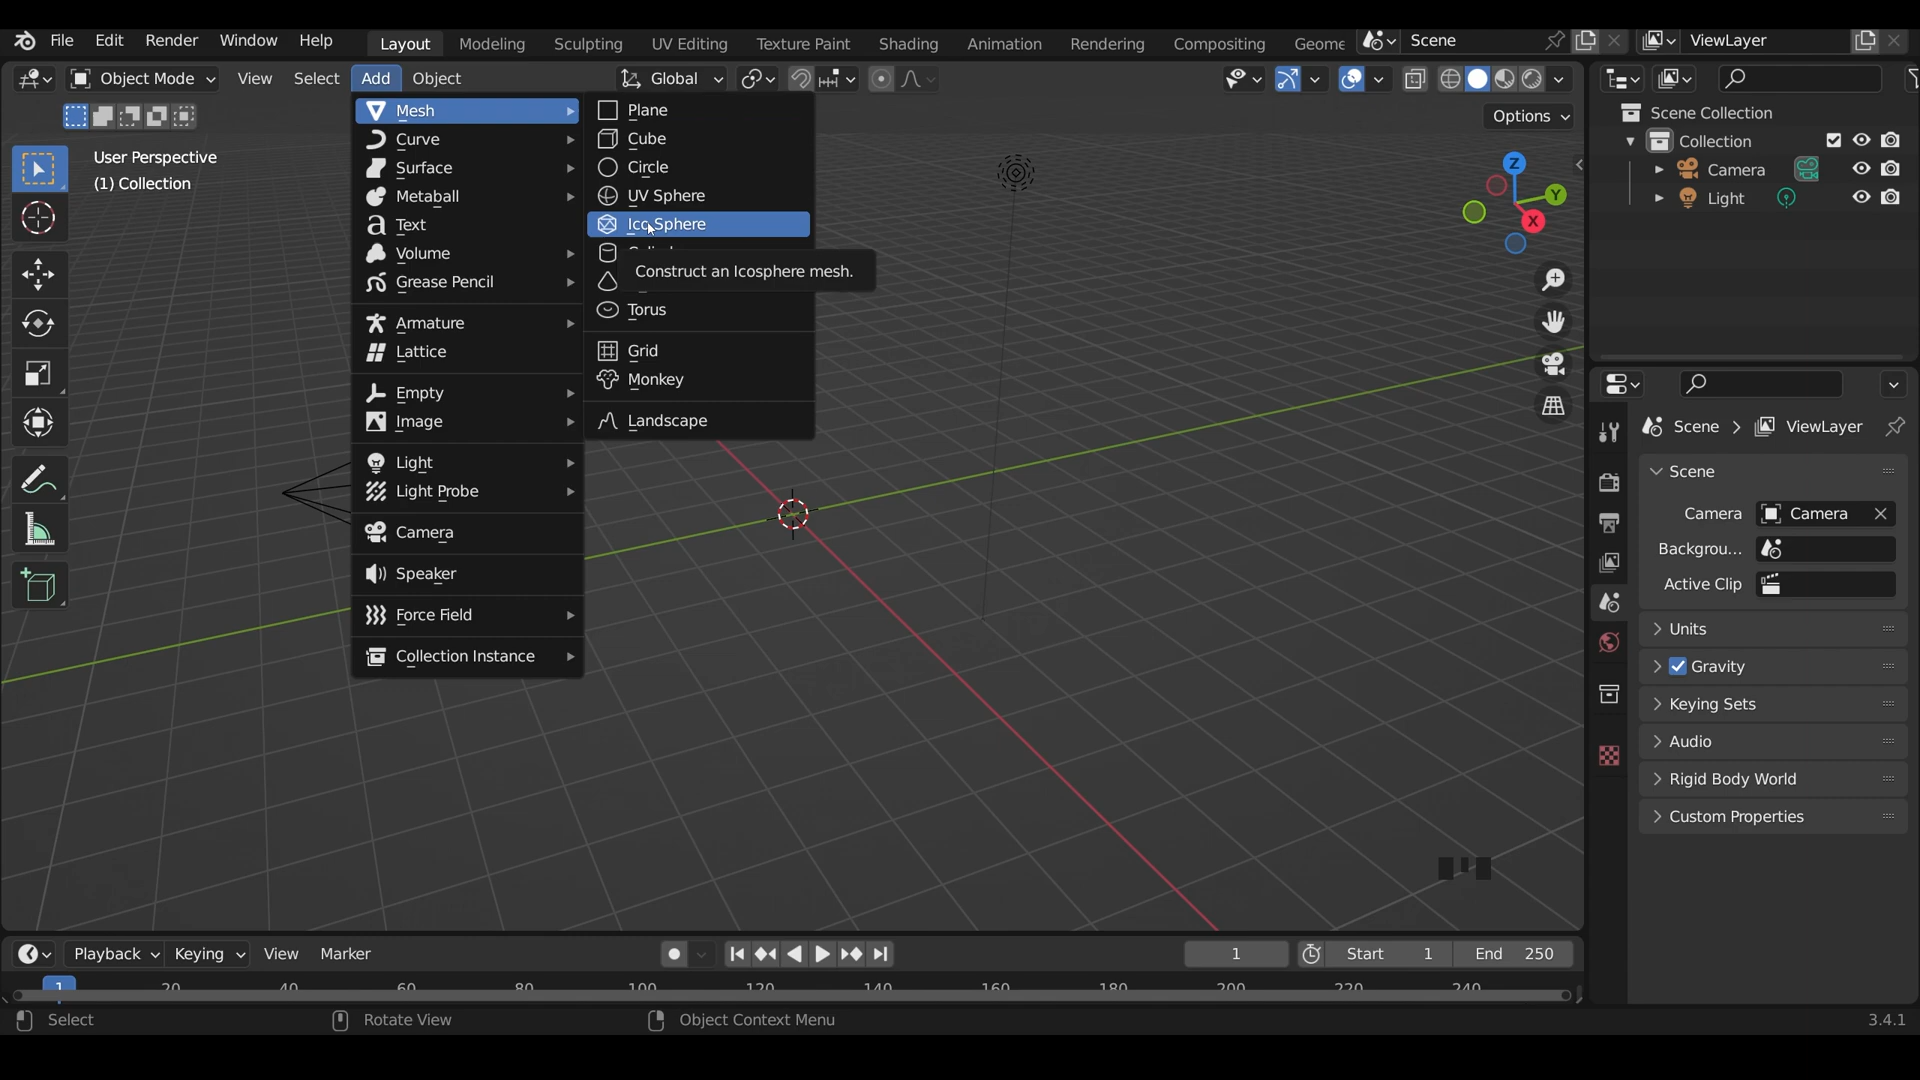 File Edit Render Window Help
Layout Modeling Sculpting UV Editing Texture Paint Shading Animation Rendering Compositing Geome
Scene
ViewLayer
Object Mode View Select Add Object
Global
Options
User Perspective
(1) Collection
Mesh
Curve
Surface
Metaball
Text
Volume
Grease Pencil
Armature
Lattice
Empty
Image
Light
Light Probe
Camera
Speaker
Force Field
Collection Instance
Plane
Cube
Circle
UV Sphere
Ico Sphere
Construct an Icosphere mesh.
Torus
Grid
Monkey
Landscape
Z
Y
X
Scene Collection
Collection
Camera
Light
Scene ViewLayer
Scene
Camera Camera
Backgrou...
Active Clip
Units
Gravity
Keying Sets
Audio
Rigid Body World
Custom Properties
Playback Keying View Marker
1 Start 1 End 250
1 20 40 60 80 100 120 140 160 180 200 220 240
Select Rotate View Object Context Menu 3.4.1